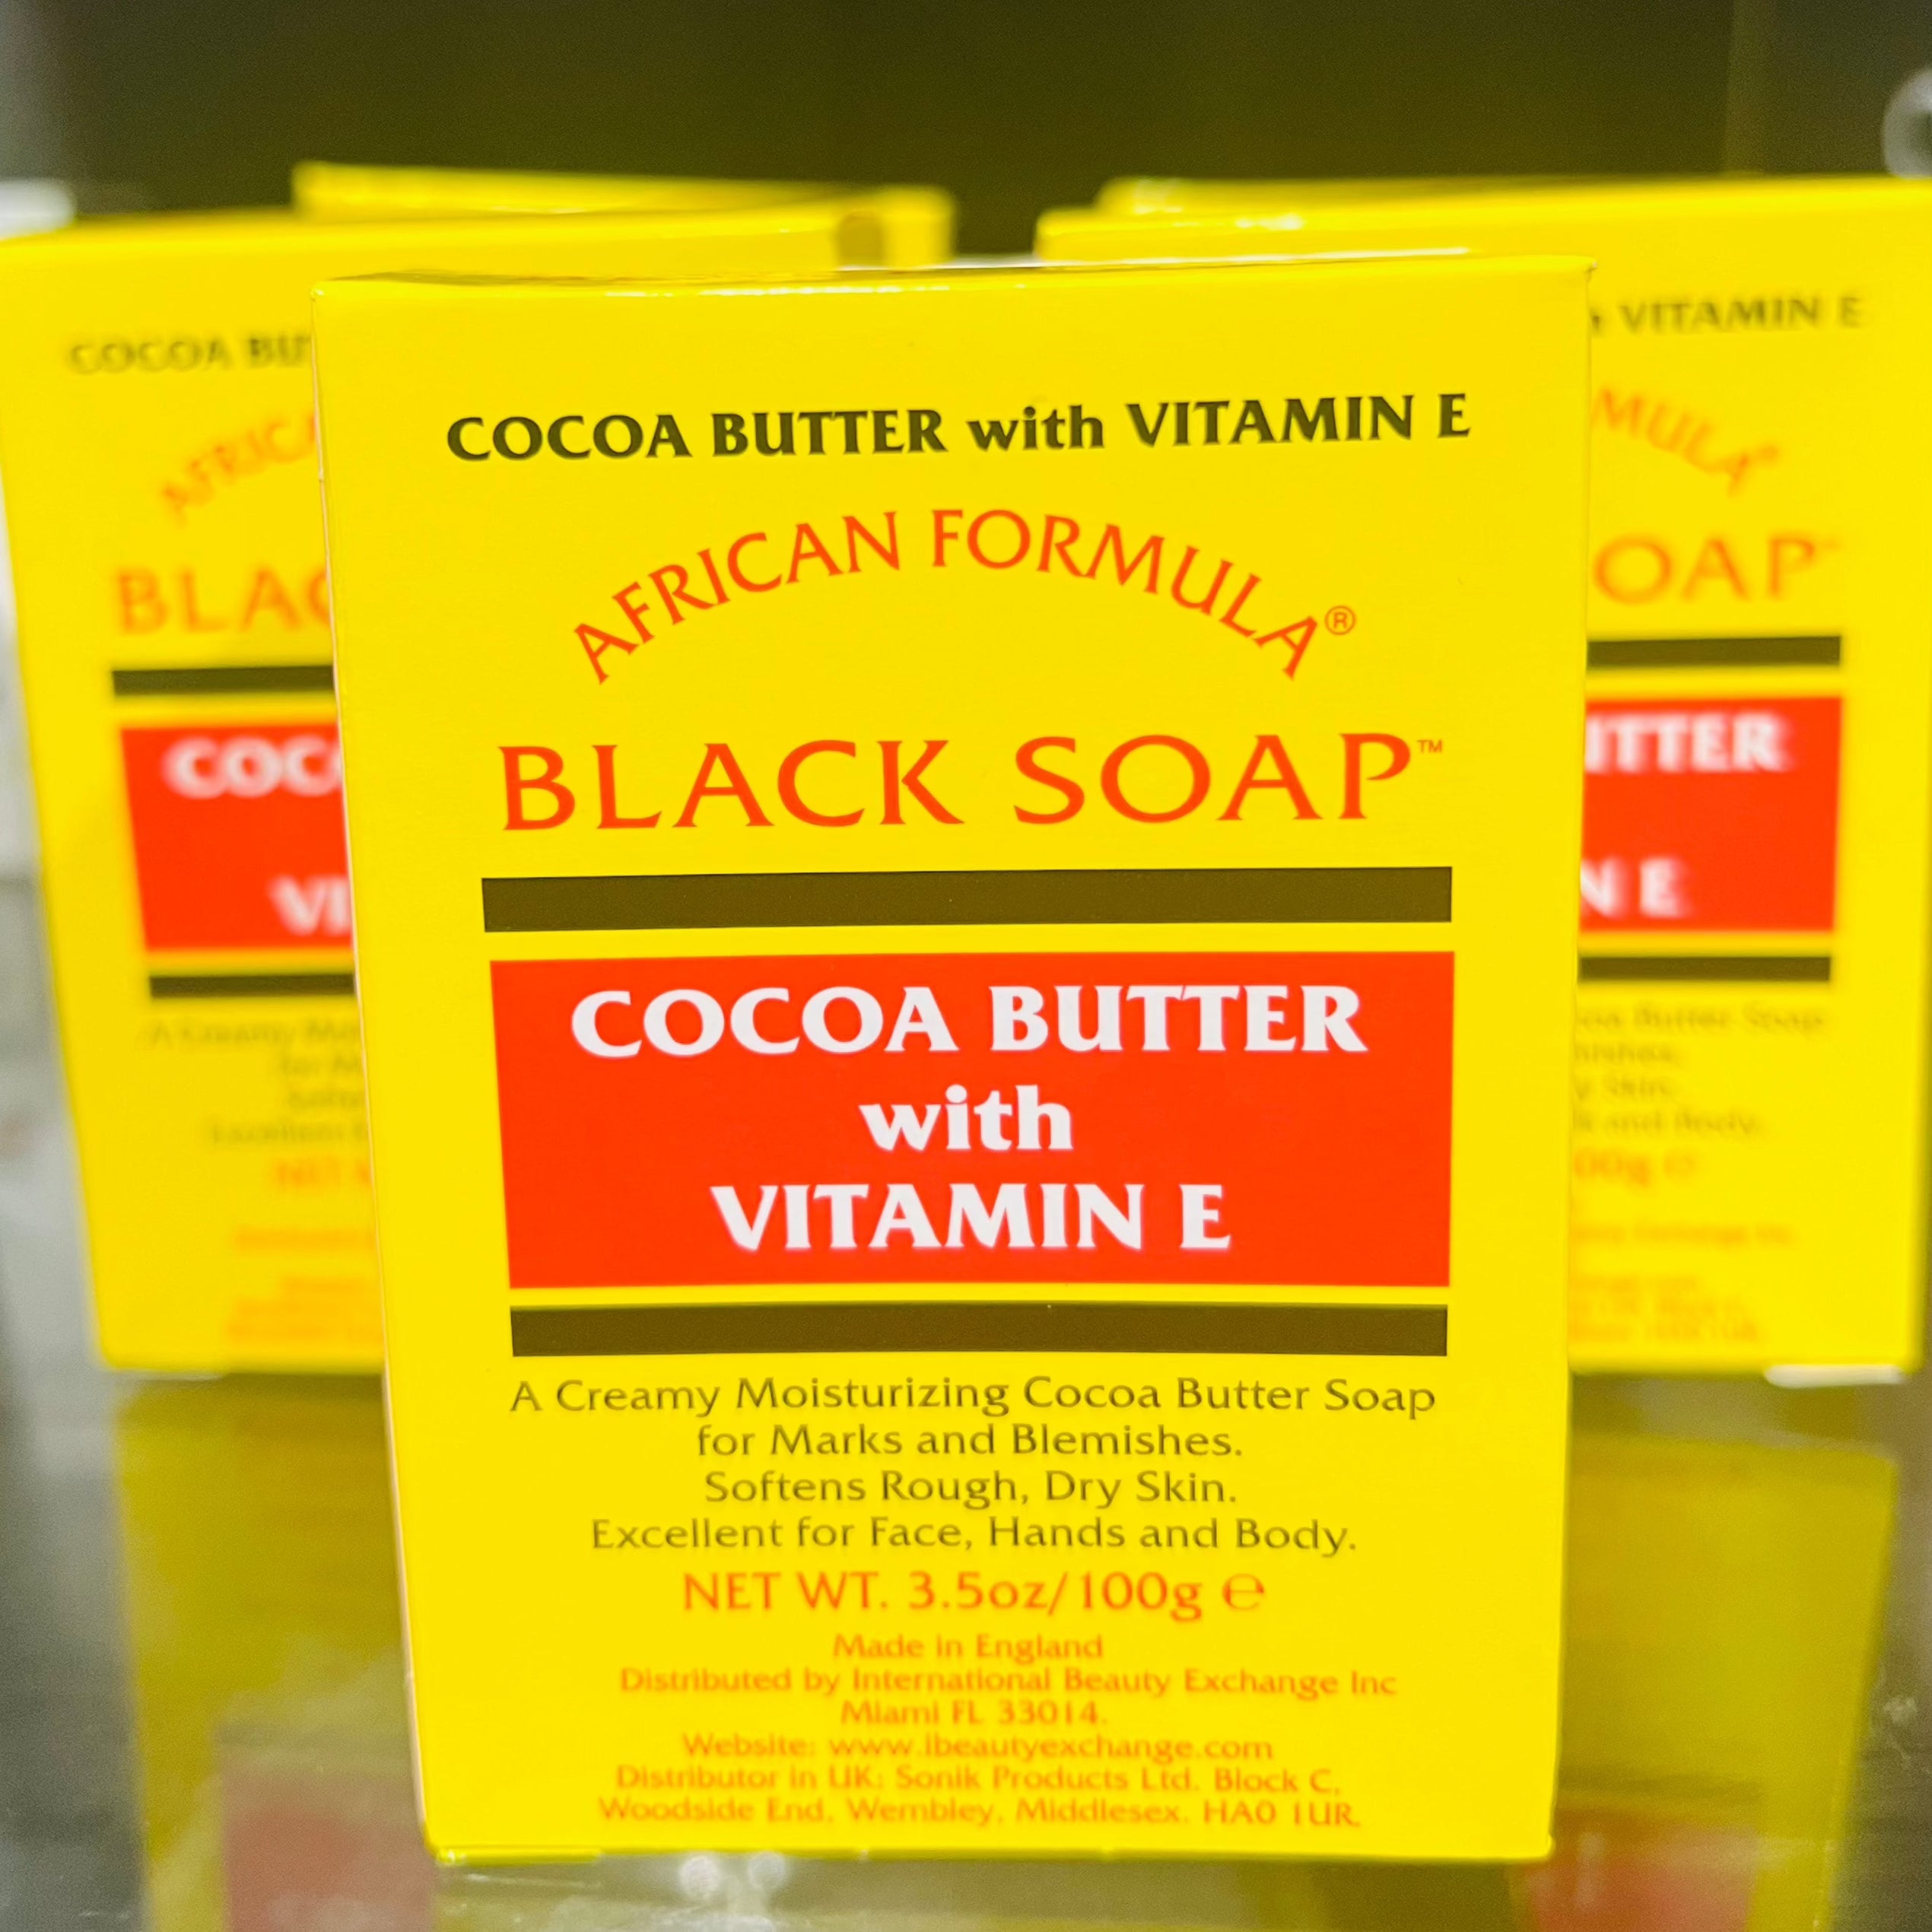 COCOA BUTTER with VITAMIN E
AFRICAN FORMULA®
BLACK SOAP™
COCOA BUTTER
with
VITAMIN E
A Creamy Moisturizing Cocoa Butter Soap
for Marks and Blemishes.
Softens Rough, Dry Skin.
Excellent for Face, Hands and Body.
NET WT. 3.5oz/100g ℮
Made in England
Distributed by International Beauty Exchange Inc
Miami FL 33014.
Website: www.ibeautyexchange.com
Distributor in UK: Sonik Products Ltd. Block C,
Woodside End, Wembley, Middlesex, HA0 1UR.
COCOA
BLACK
VITAMIN E